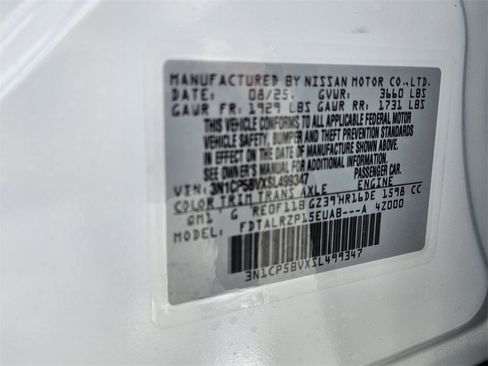 MANUFACTURED BY NISSAN MOTOR CO.,LTD.
DATE: 08/25. GVWR: 3660 LBS
GAWR FR: 1929 LBS GAWR RR: 1731 LBS
THIS VEHICLE CONFORMS TO ALL APPLICABLE FEDERAL MOTOR
VEHICLE SAFETY, BUMPER AND THEFT PREVENTION STANDARDS
IN EFFECT ON THE DATE OF MANUFACTURE SHOWN ABOVE.
SEE OWNER'S MANUAL FOR ADDITIONAL INFORMATION.
VIN: 3N1CP5BVXSL499347 PASSENGER CAR.
COLOR TRIM TRANS AXLE ENGINE
QM1 G RE0F11B GZ39 HR16DE 1598 CC
MODEL: FDTALRZP15EUAB---A 4Z000
3N1CP5BVXSL499347